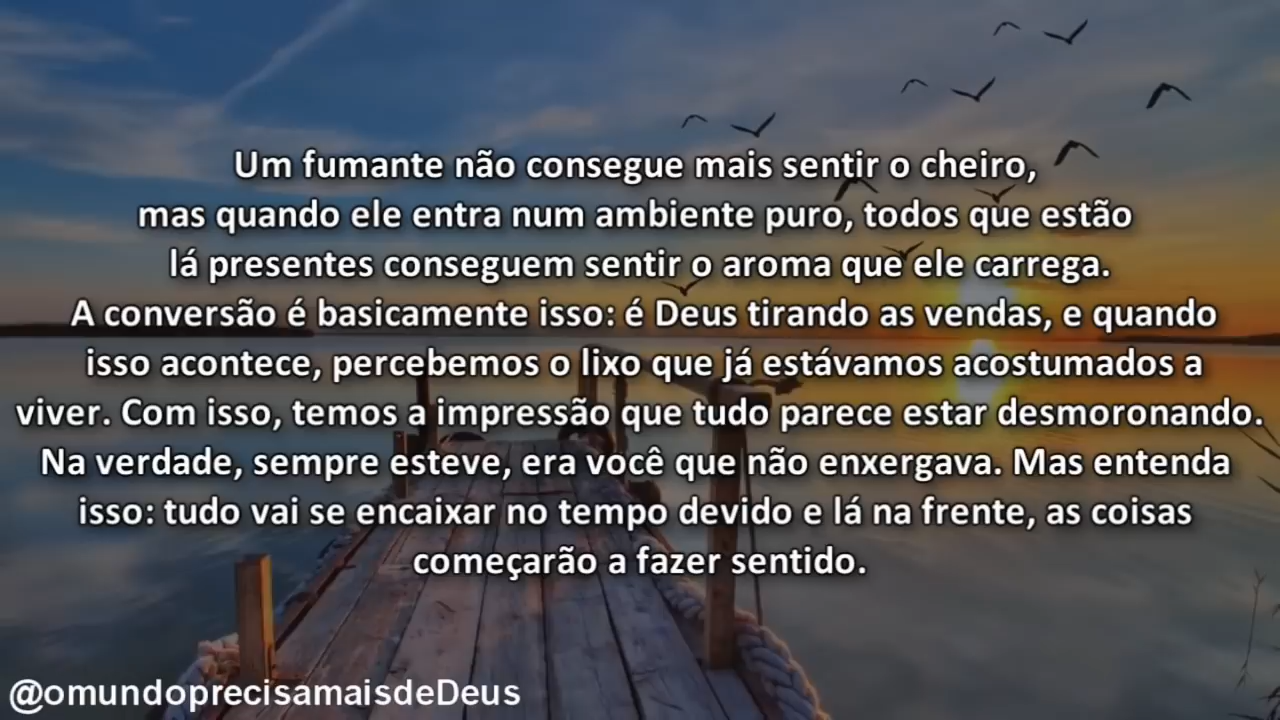 Um fumante não consegue mais sentir o cheiro,
mas quando ele entra num ambiente puro, todos que estão
lá presentes conseguem sentir o aroma que ele carrega.
A conversão é basicamente isso: é Deus tirando as vendas, e quando
isso acontece, percebemos o lixo que já estávamos acostumados a
viver. Com isso, temos a impressão que tudo parece estar desmoronando.
Na verdade, sempre esteve, era você que não enxergava. Mas entenda
isso: tudo vai se encaixar no tempo devido e lá na frente, as coisas
começarão a fazer sentido.
@omundoprecisamaisdeDeus